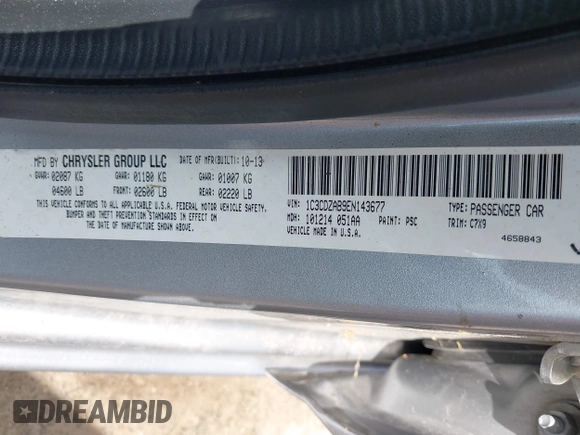 MFD BY CHRYSLER GROUP LLC DATE OF MFR(BUILT): 10-13
GVWR: 02087 KG GAWR: 01180 KG GAWR: 01007 KG
04600 LB FRONT: 02600 LB REAR: 02220 LB
THIS VEHICLE CONFORMS TO ALL APPLICABLE U.S.A. FEDERAL MOTOR VEHICLE SAFETY,
BUMPER AND THEFT PREVENTION STANDARDS IN EFFECT ON
THE DATE OF MANUFACTURE SHOWN ABOVE.
VIN: 1C3CDZAB9EN143677 TYPE: PASSENGER CAR
MDH: 101214 051AA PAINT: PSC TRIM: C7X9
VEHICLE MADE IN U.S.A. 4658843
DREAMBID